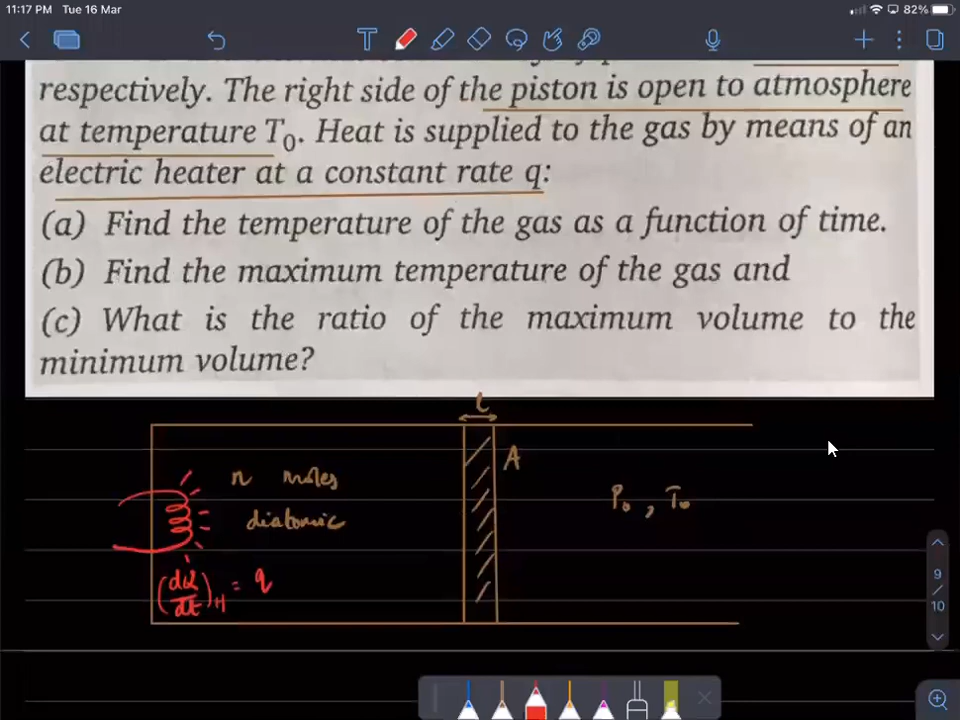 11:17 PM Tue 16 Mar
82%
respectively. The right side of the piston is open to atmosphere
at temperature T₀. Heat is supplied to the gas by means of an
electric heater at a constant rate q:
(a) Find the temperature of the gas as a function of time.
(b) Find the maximum temperature of the gas and
(c) What is the ratio of the maximum volume to the
minimum volume?
l
A
n moles
diatomic
P₀, T₀
(dQ/dt)H = q
9
/
10